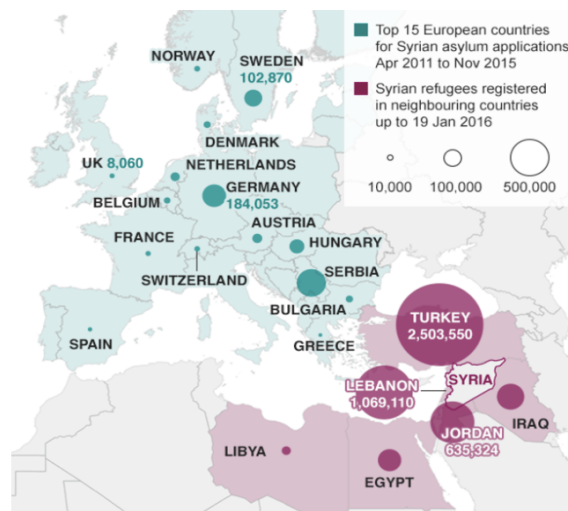 Top 15 European countries
for Syrian asylum applications
Apr 2011 to Nov 2015
Syrian refugees registered
in neighbouring countries
up to 19 Jan 2016
10,000 100,000 500,000
NORWAY
SWEDEN
102,870
DENMARK
UK 8,060
NETHERLANDS
GERMANY
184,053
BELGIUM
AUSTRIA
FRANCE
HUNGARY
SWITZERLAND
SERBIA
BULGARIA
SPAIN
GREECE
TURKEY
2,503,550
LEBANON
1,069,110
SYRIA
IRAQ
JORDAN
635,324
LIBYA
EGYPT